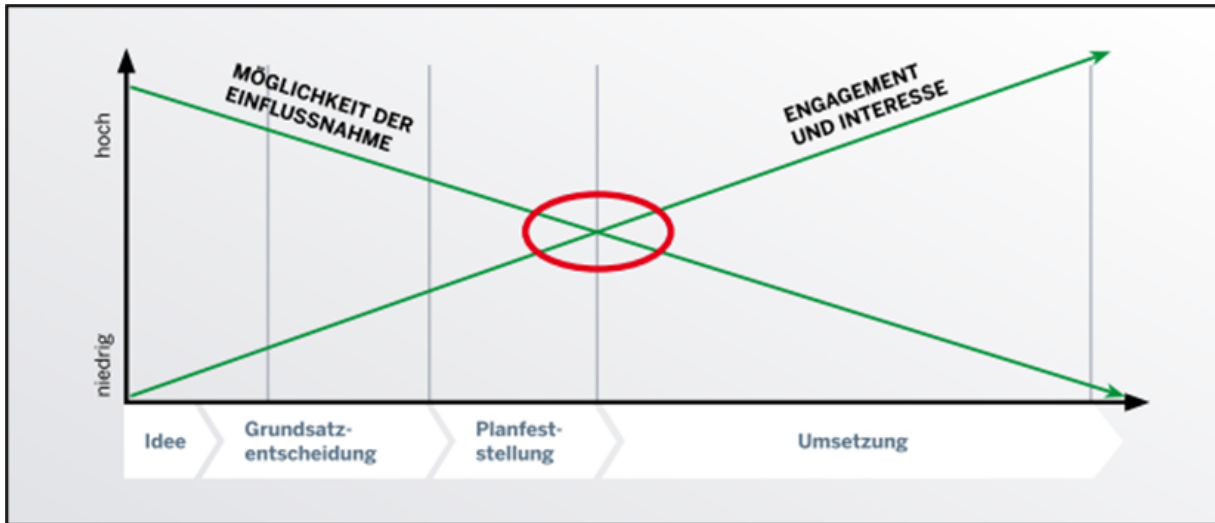 MÖGLICHKEIT DER
EINFLUSSNAHME
ENGAGEMENT
UND INTERESSE
hoch
niedrig
Idee
Grundsatz-
entscheidung
Planfest-
stellung
Umsetzung